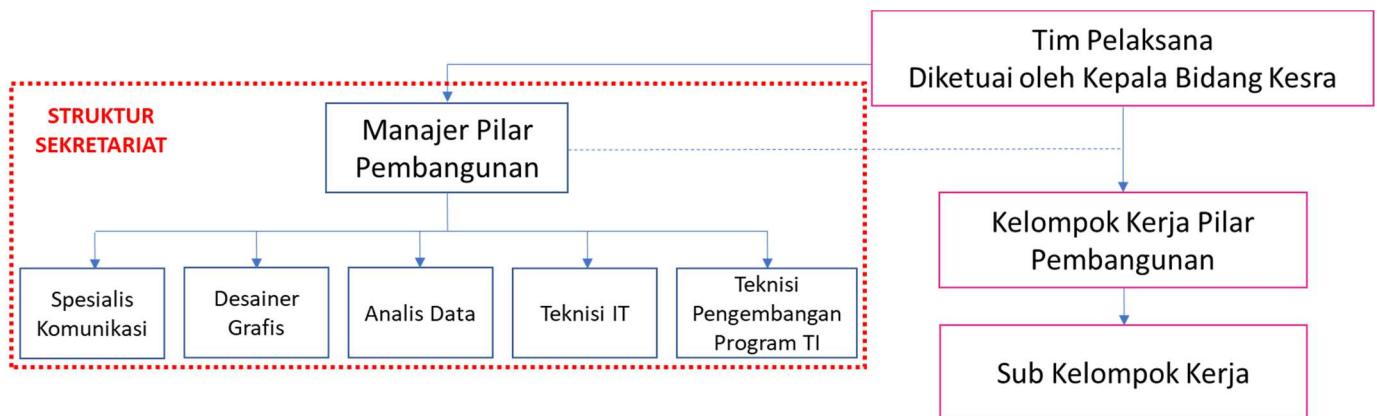 Tim Pelaksana
Diketuai oleh Kepala Bidang Kesra
STRUKTUR
SEKRETARIAT
Manajer Pilar
Pembangunan
Kelompok Kerja Pilar
Pembangunan
Spesialis
Komunikasi
Desainer
Grafis
Analis Data
Teknisi IT
Teknisi
Pengembangan
Program TI
Sub Kelompok Kerja